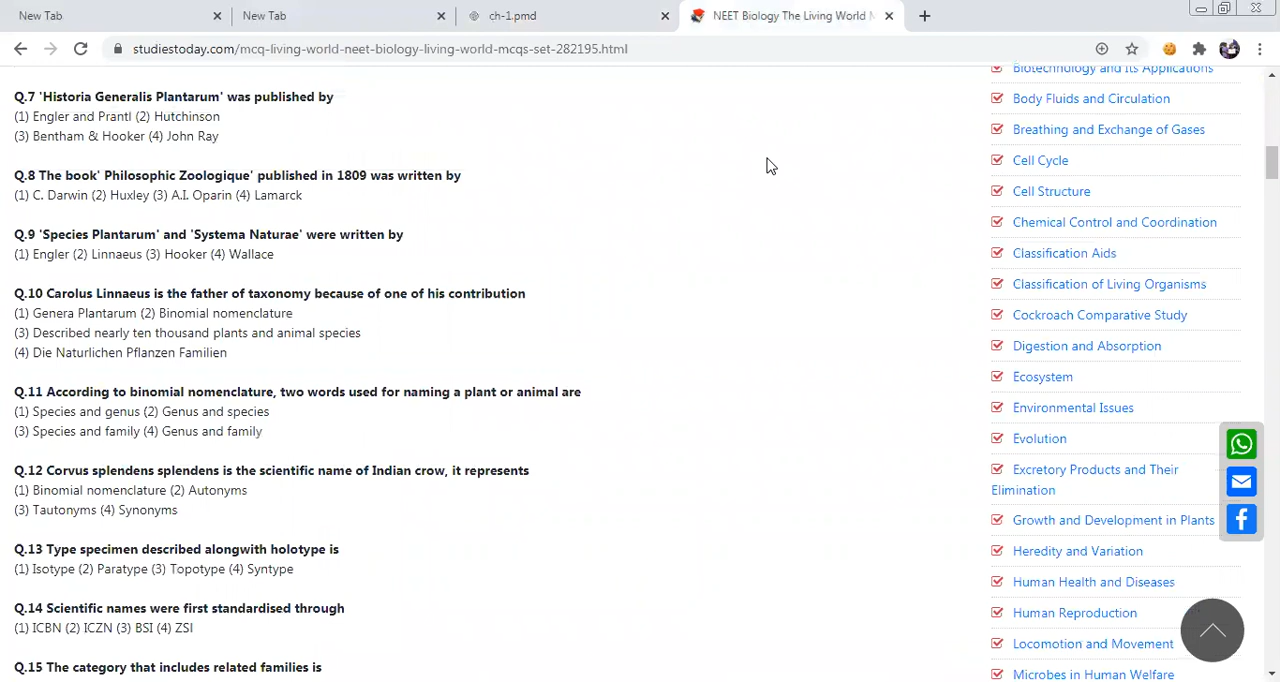 New Tab
New Tab
ch-1.pmd
NEET Biology The Living World M
studiestoday.com/mcq-living-world-neet-biology-living-world-mcqs-set-282195.html
Q.7 'Historia Generalis Plantarum' was published by
(1) Engler and Prantl (2) Hutchinson
(3) Bentham & Hooker (4) John Ray
Q.8 The book' Philosophic Zoologique' published in 1809 was written by
(1) C. Darwin (2) Huxley (3) A.I. Oparin (4) Lamarck
Q.9 'Species Plantarum' and 'Systema Naturae' were written by
(1) Engler (2) Linnaeus (3) Hooker (4) Wallace
Q.10 Carolus Linnaeus is the father of taxonomy because of one of his contribution
(1) Genera Plantarum (2) Binomial nomenclature
(3) Described nearly ten thousand plants and animal species
(4) Die Naturlichen Pflanzen Familien
Q.11 According to binomial nomenclature, two words used for naming a plant or animal are
(1) Species and genus (2) Genus and species
(3) Species and family (4) Genus and family
Q.12 Corvus splendens splendens is the scientific name of Indian crow, it represents
(1) Binomial nomenclature (2) Autonyms
(3) Tautonyms (4) Synonyms
Q.13 Type specimen described alongwith holotype is
(1) Isotype (2) Paratype (3) Topotype (4) Syntype
Q.14 Scientific names were first standardised through
(1) ICBN (2) ICZN (3) BSI (4) ZSI
Q.15 The category that includes related families is
Biotechnology and Its Applications
Body Fluids and Circulation
Breathing and Exchange of Gases
Cell Cycle
Cell Structure
Chemical Control and Coordination
Classification Aids
Classification of Living Organisms
Cockroach Comparative Study
Digestion and Absorption
Ecosystem
Environmental Issues
Evolution
Excretory Products and Their
Elimination
Growth and Development in Plants
Heredity and Variation
Human Health and Diseases
Human Reproduction
Locomotion and Movement
Microbes in Human Welfare